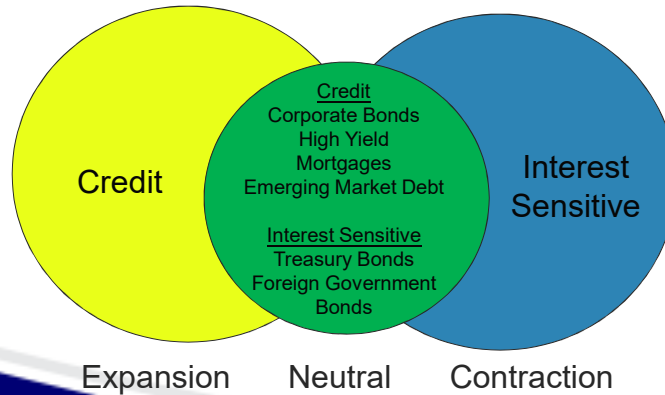 Credit
Credit
Corporate Bonds
High Yield
Mortgages
Emerging Market Debt
Interest Sensitive
Treasury Bonds
Foreign Government
Bonds
Interest
Sensitive
Expansion
Neutral
Contraction